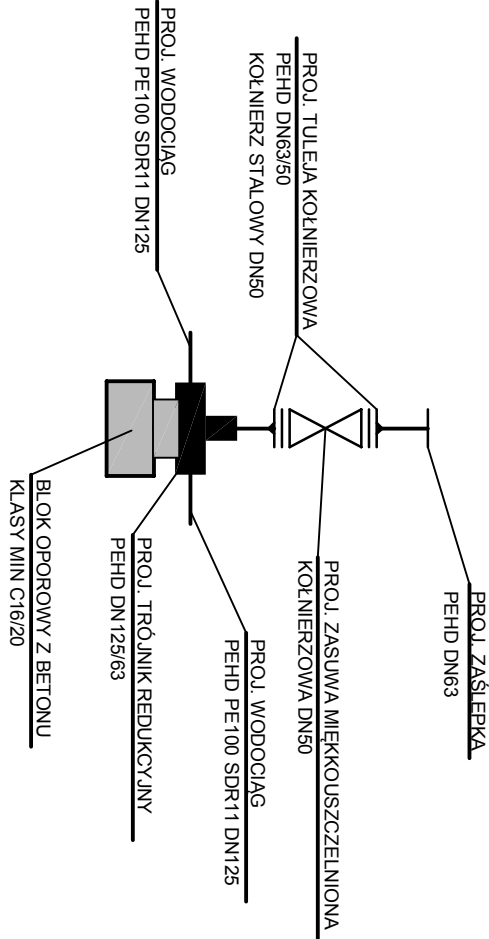 PROJ. ZAŚLEPKA
PEHD DN63
PROJ. TULEJA KOŁNIERZOWA
PEHD DN63/50
KOŁNIERZ STALOWY DN50
PROJ. ZASUWA MIĘKKOUSZCZELNIONA
KOŁNIERZOWA DN50
PROJ. WODOCIĄG
PEHD PE100 SDR11 DN125
PROJ. WODOCIĄG
PEHD PE100 SDR11 DN125
PROJ. TRÓJNIK REDUKCYJNY
PEHD DN125/63
BLOK OPOROWY Z BETONU
KLASY MIN C16/20